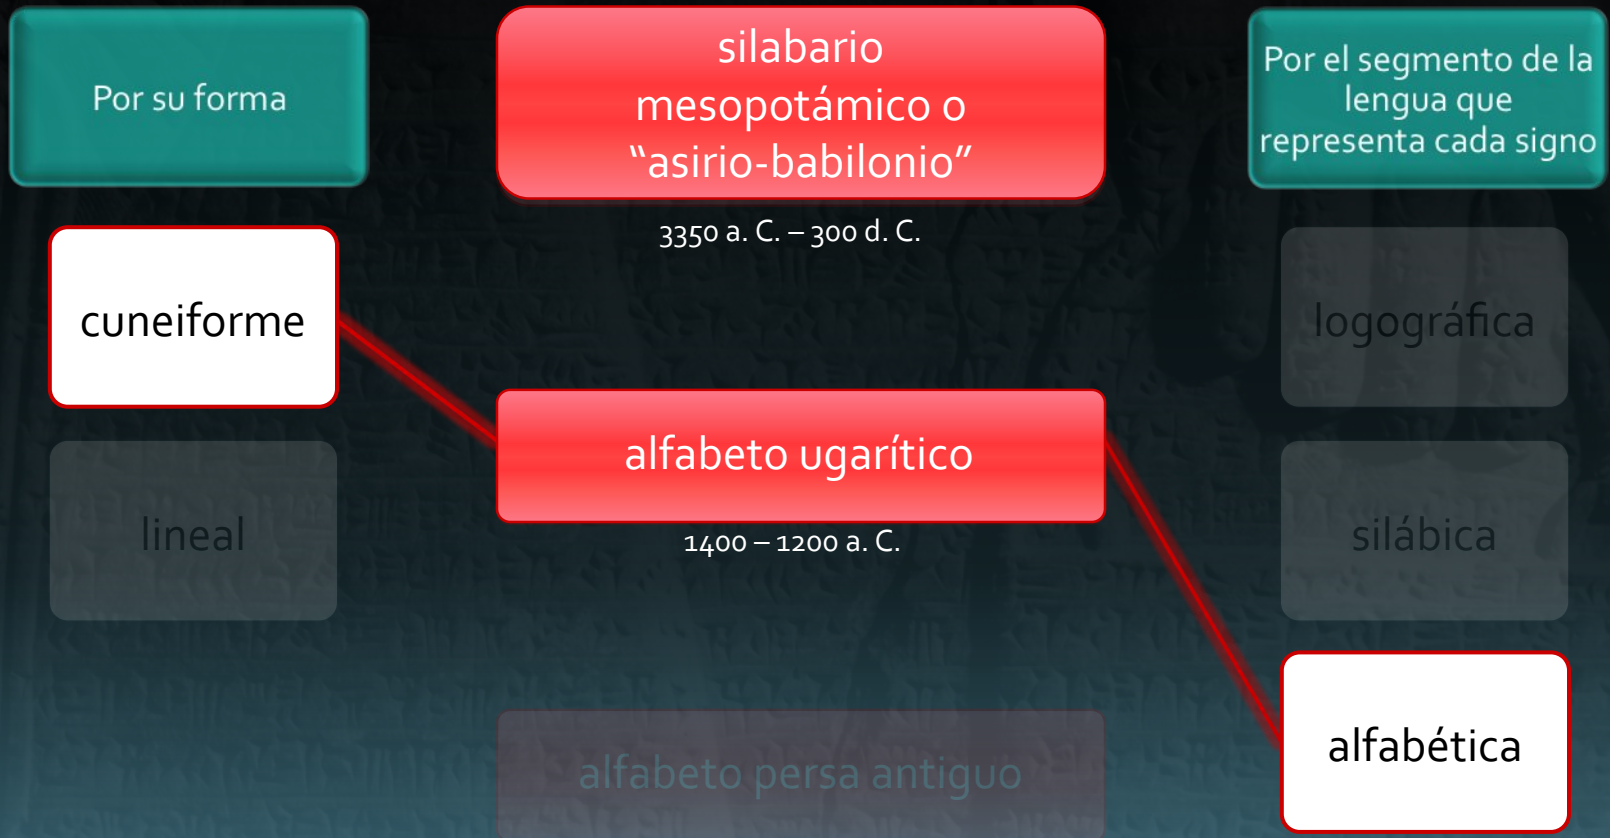 Por su forma
silabario
mesopotámico o
“asirio-babilonio”
Por el segmento de la
lengua que
representa cada signo
3350 a. C. – 300 d. C.
cuneiforme
logográfica
alfabeto ugarítico
1400 – 1200 a. C.
lineal
silábica
alfabética
alfabeto persa antiguo